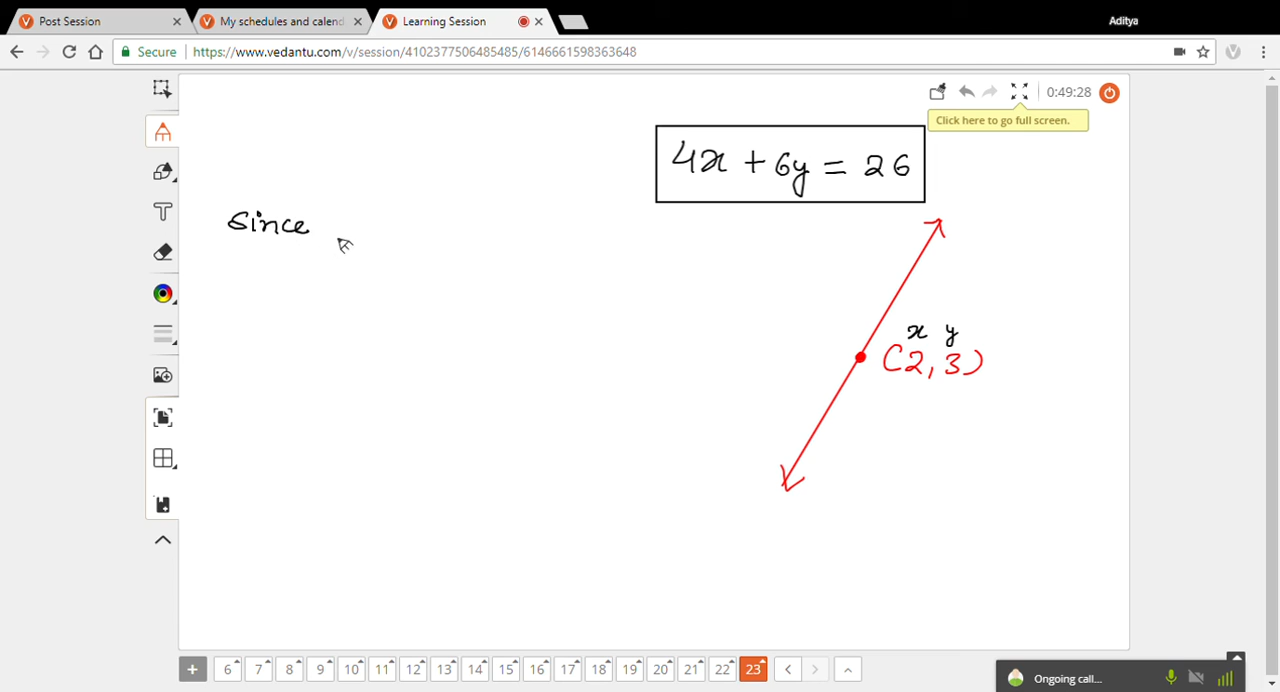 Post Session
My schedules and calend
Learning Session
Aditya
Secure
https://www.vedantu.com/v/session/4102377506485485/6146661598363648
0:49:28
Click here to go full screen.
4x + 6y = 26
Since
x y
(2, 3)
T
+ 6 7 8 9 10 11 12 13 14 15 16 17 18 19 20 21 22 23
Ongoing call...